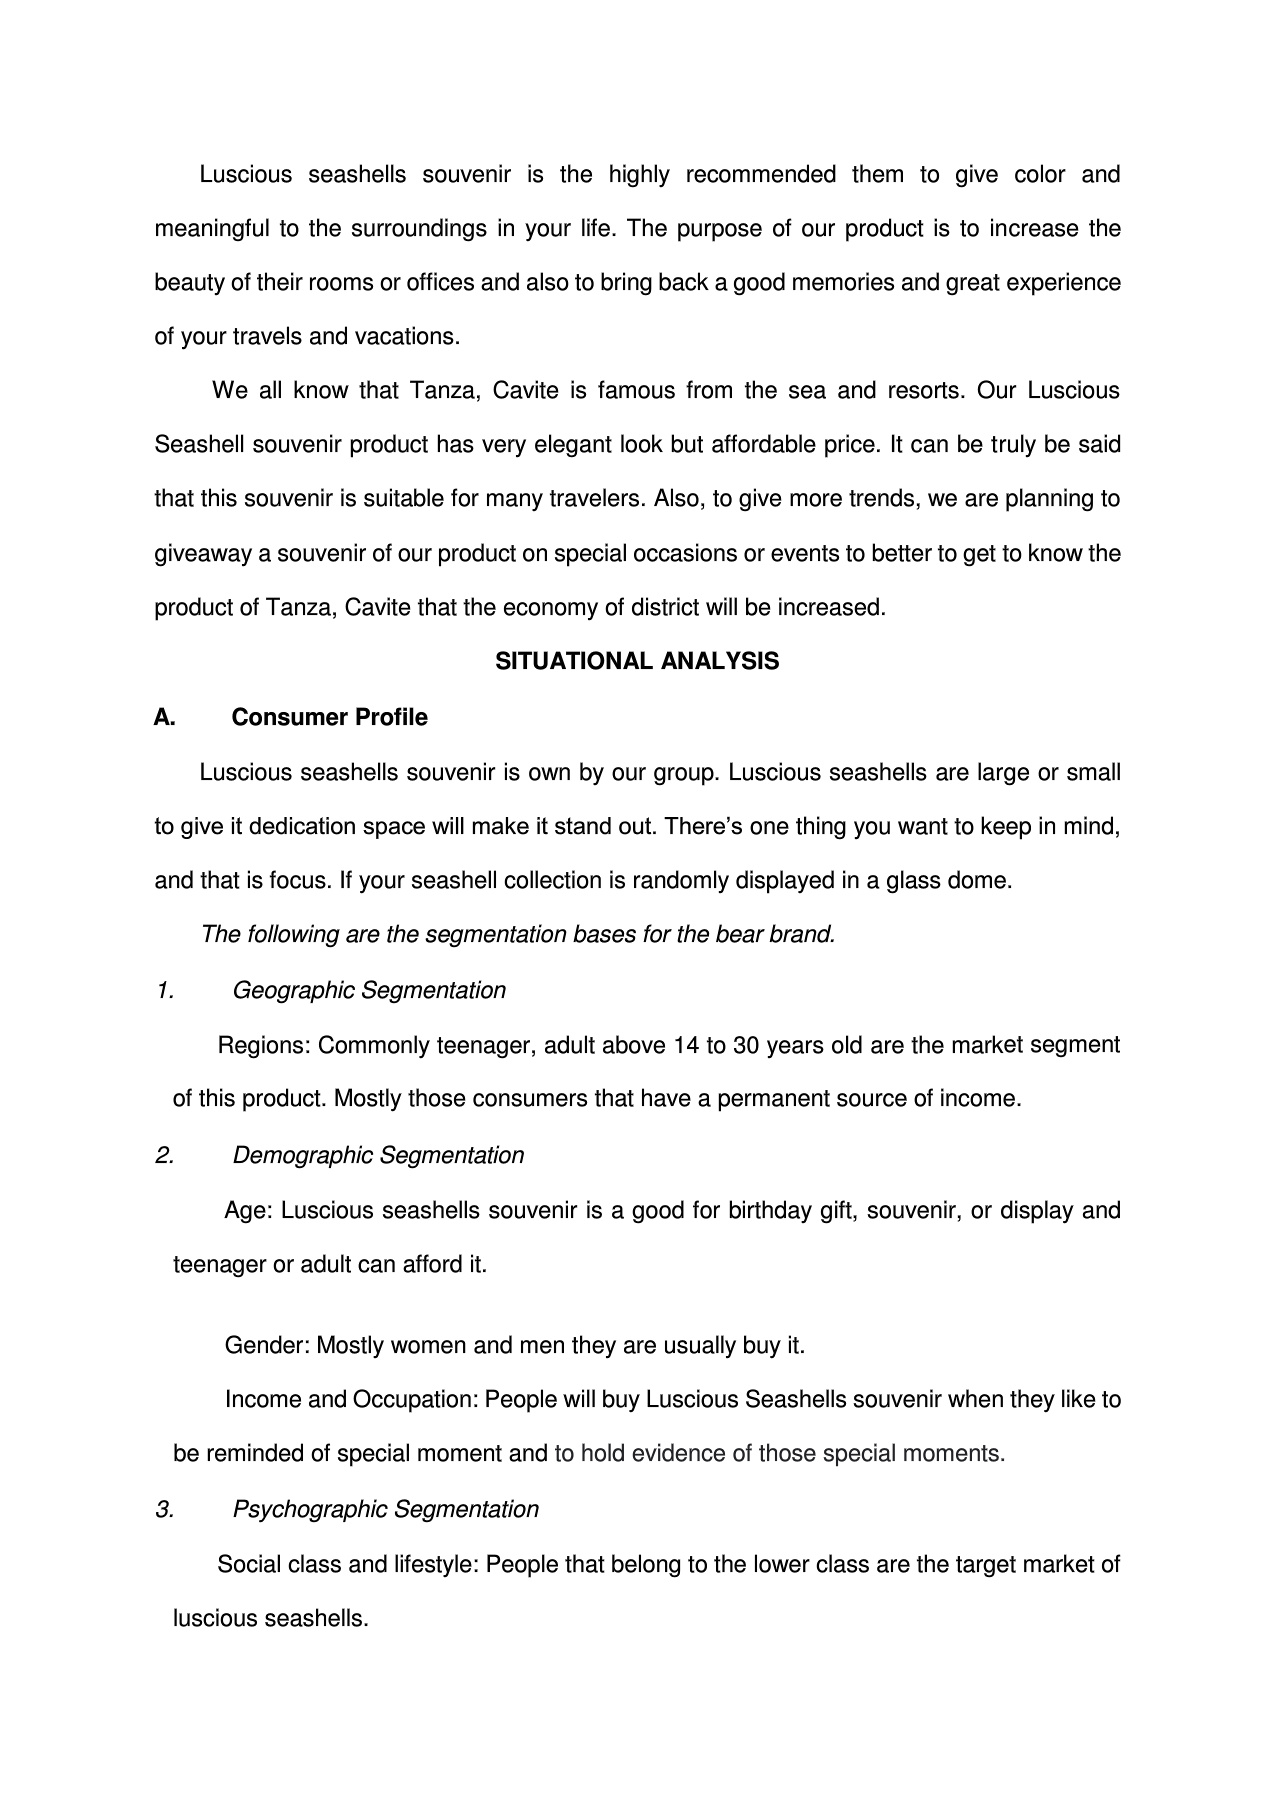 Luscious seashells souvenir is the highly recommended them to give color and
meaningful to the surroundings in your life. The purpose of our product is to increase the
beauty of their rooms or offices and also to bring back a good memories and great experience
of your travels and vacations.
We all know that Tanza, Cavite is famous from the sea and resorts. Our Luscious
Seashell souvenir product has very elegant look but affordable price. It can be truly be said
that this souvenir is suitable for many travelers. Also, to give more trends, we are planning to
giveaway a souvenir of our product on special occasions or events to better to get to know the
product of Tanza, Cavite that the economy of district will be increased.
SITUATIONAL ANALYSIS
A. Consumer Profile
Luscious seashells souvenir is own by our group. Luscious seashells are large or small
to give it dedication space will make it stand out. There’s one thing you want to keep in mind,
and that is focus. If your seashell collection is randomly displayed in a glass dome.
The following are the segmentation bases for the bear brand.
1. Geographic Segmentation
Regions: Commonly teenager, adult above 14 to 30 years old are the market segment
of this product. Mostly those consumers that have a permanent source of income.
2. Demographic Segmentation
Age: Luscious seashells souvenir is a good for birthday gift, souvenir, or display and
teenager or adult can afford it.
Gender: Mostly women and men they are usually buy it.
Income and Occupation: People will buy Luscious Seashells souvenir when they like to
be reminded of special moment and to hold evidence of those special moments.
3. Psychographic Segmentation
Social class and lifestyle: People that belong to the lower class are the target market of
luscious seashells.